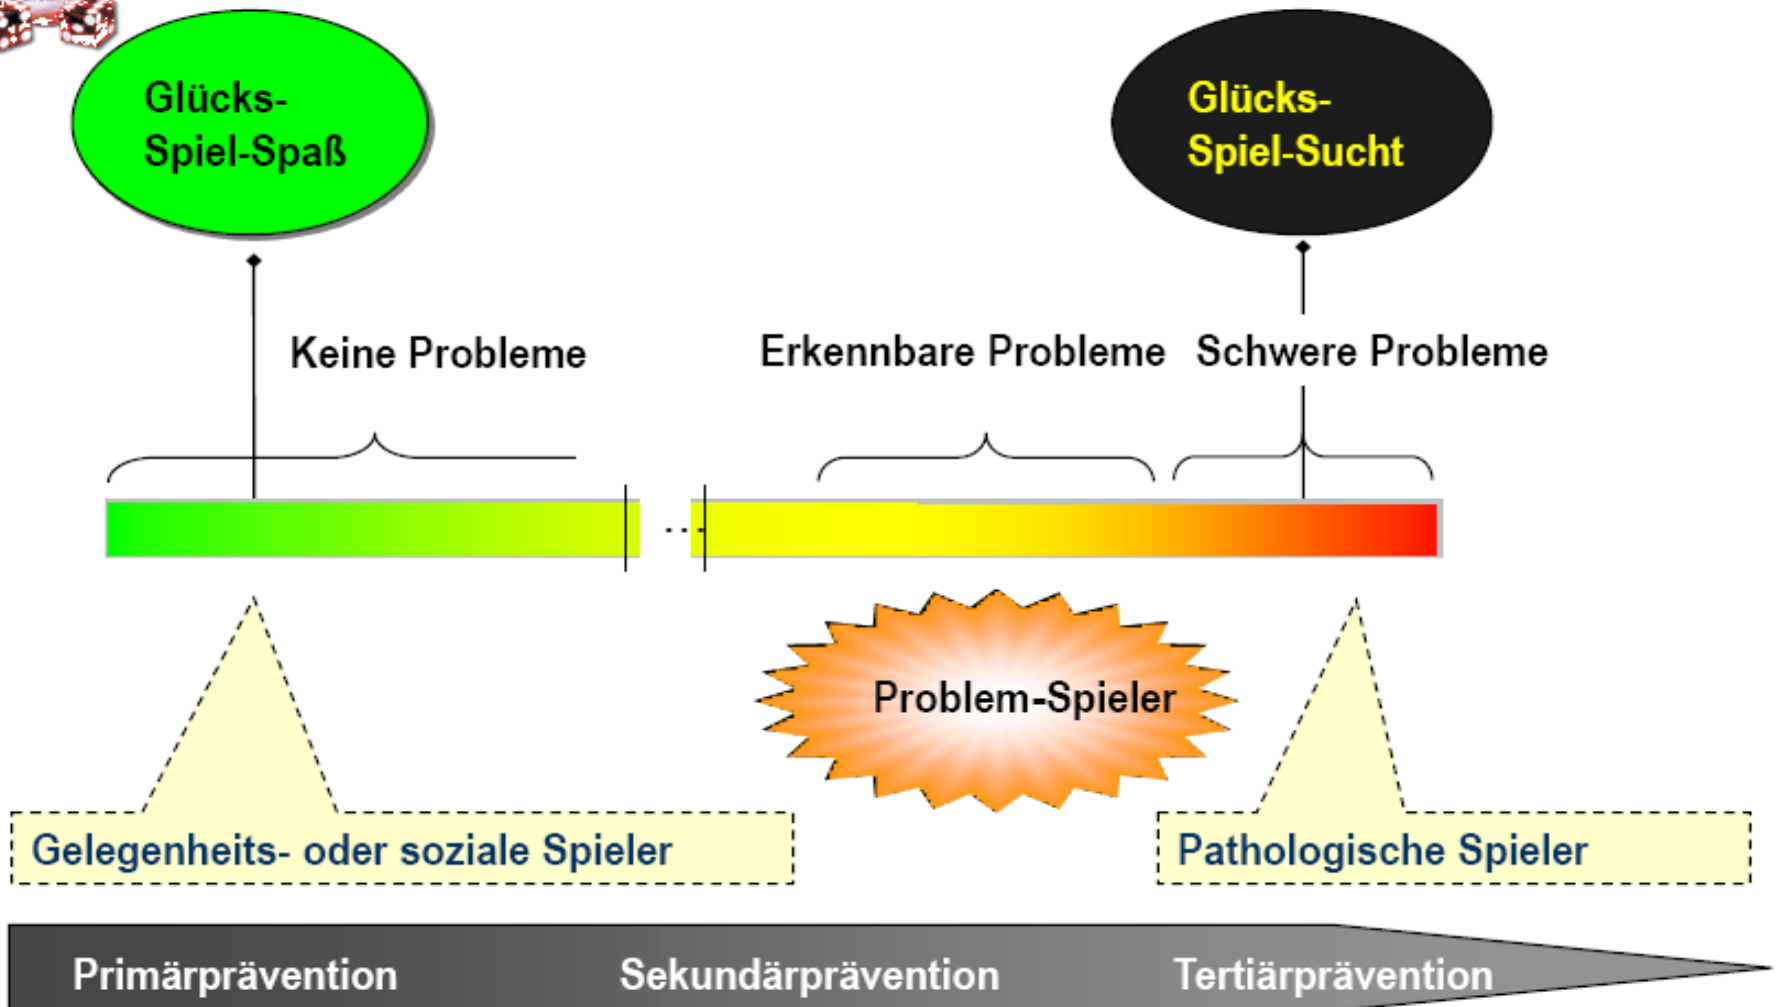 Glücks-
Spiel-Spaß
Glücks-
Spiel-Sucht
Keine Probleme
Erkennbare Probleme
Schwere Probleme
...
Problem-Spieler
Gelegenheits- oder soziale Spieler
Pathologische Spieler
Primärprävention
Sekundärprävention
Tertiärprävention